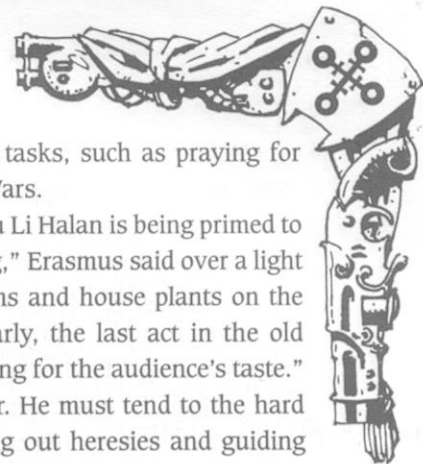 tasks, such as praying for
Wars.
u Li Halan is being primed to
g,” Erasmus said over a light
ns and house plants on the
arly, the last act in the old
ing for the audience’s taste.”
r. He must tend to the hard
g out heresies and guiding